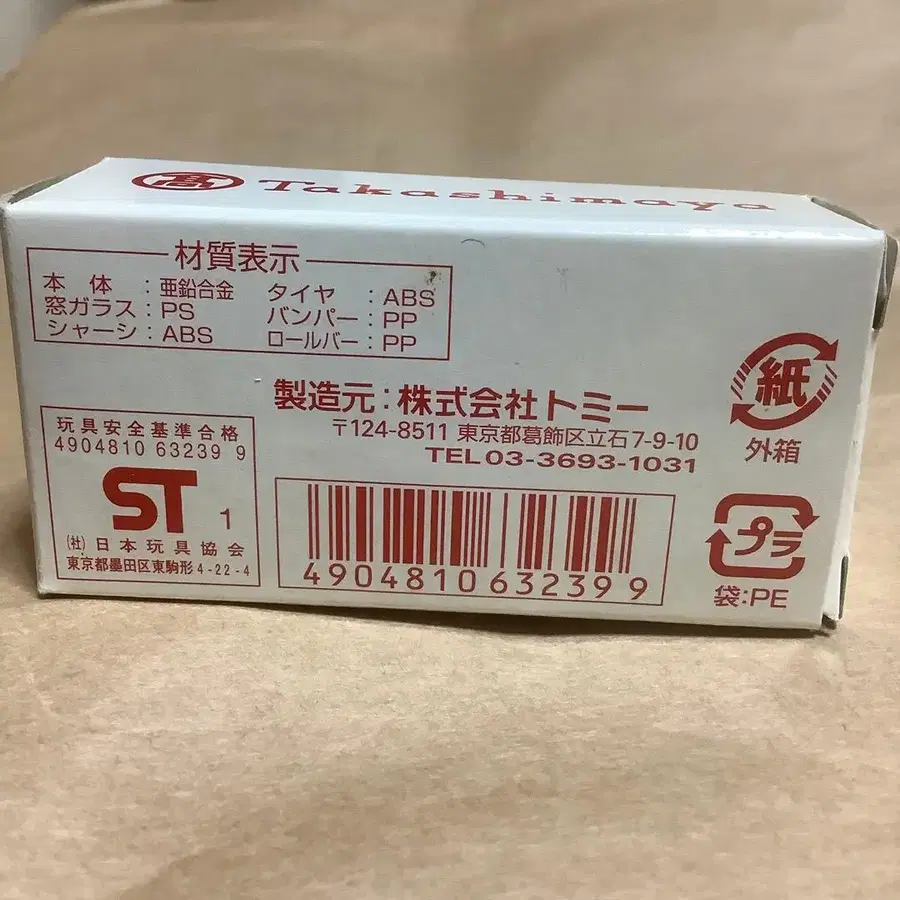 高 Takashimaya
材質表示
本体：亜鉛合金 タイヤ：ABS
窓ガラス：PS バンパー：PP
シャーシ：ABS ロールバー：PP
製造元：株式会社トミー
〒124-8511 東京都葛飾区立石7-9-10
TEL03-3693-1031
玩具安全基準合格
4904810 63239 9
ST 1
(社)日本玩具協会
東京都墨田区東駒形4-22-4
4904810632399
紙
外箱
プラ
袋:PE